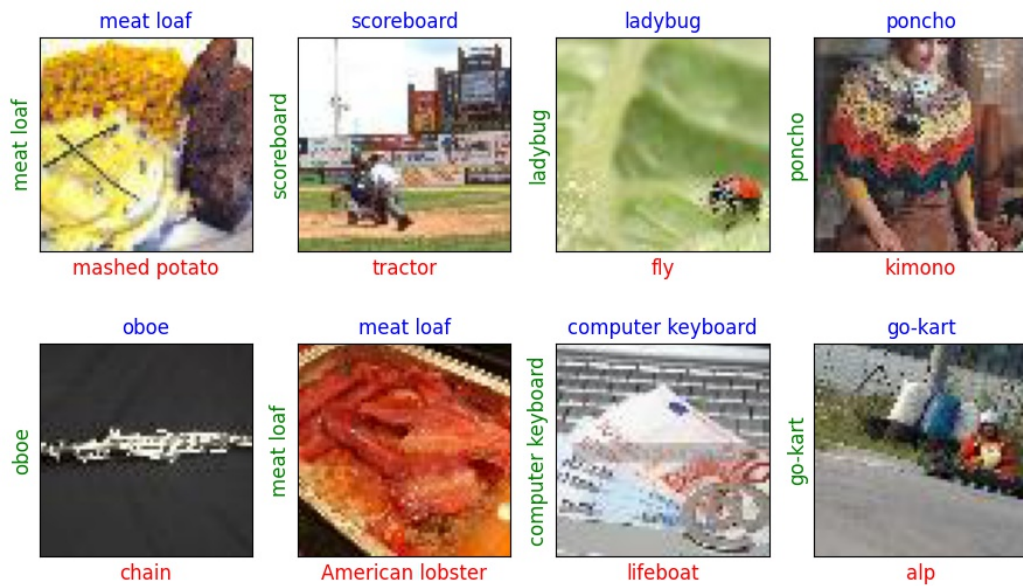 meat loaf
scoreboard
ladybug
poncho
meat loaf
scoreboard
ladybug
poncho
mashed potato
tractor
fly
kimono
oboe
meat loaf
computer keyboard
go-kart
oboe
meat loaf
computer keyboard
go-kart
chain
American lobster
lifeboat
alp